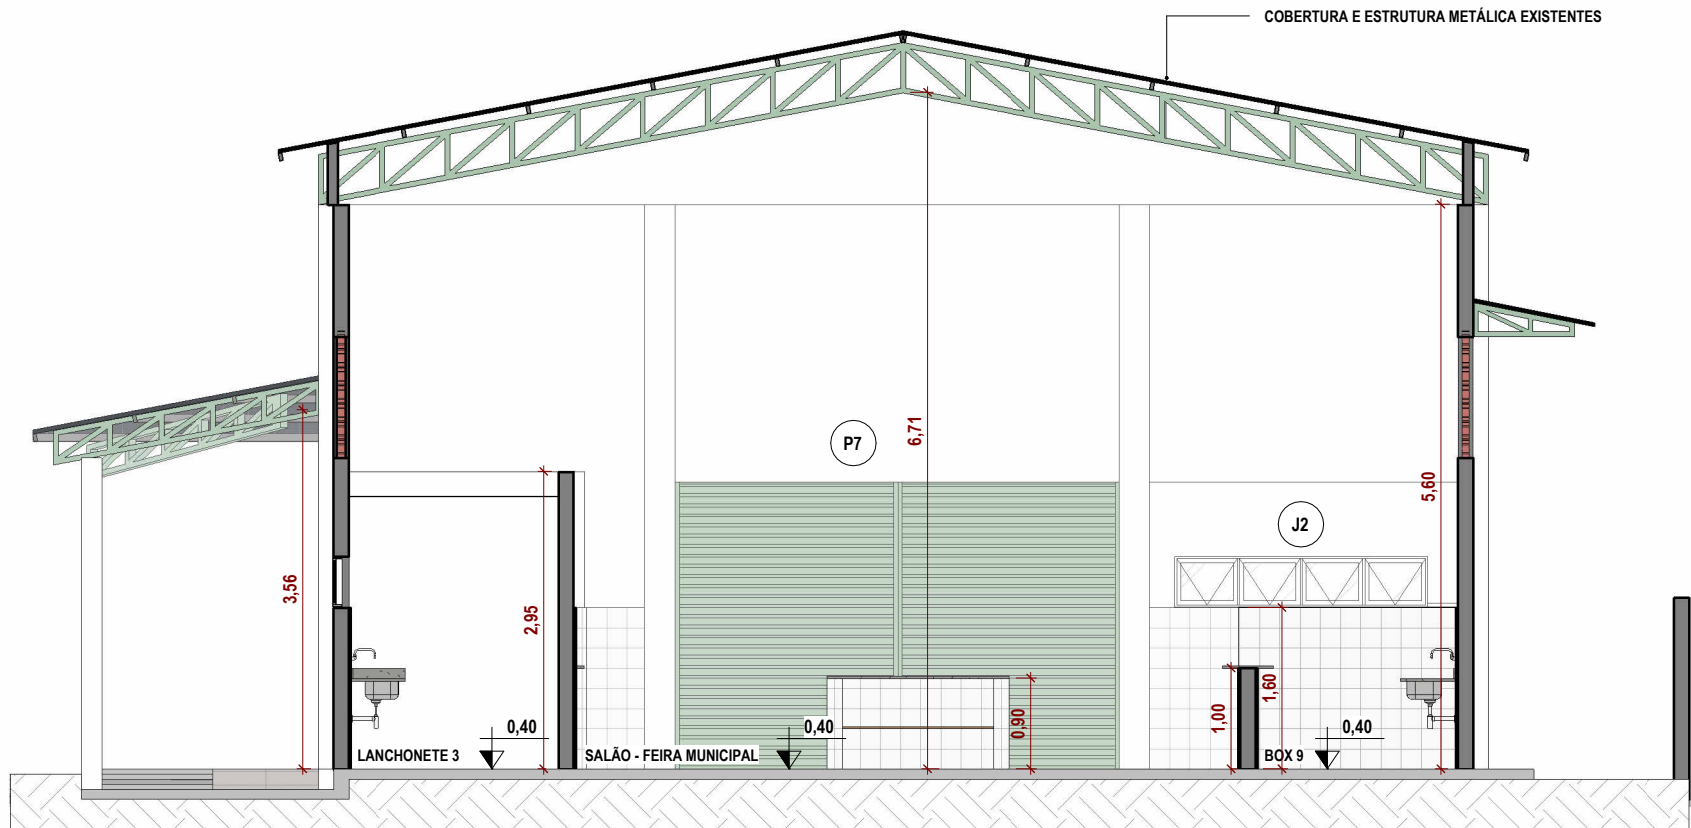 COBERTURA E ESTRUTURA METÁLICA EXISTENTES
P7
6,71
5,60
J2
3,56
2,95
1,60
1,00
0,90
0,40
0,40
0,40
LANCHONETE 3
SALÃO - FEIRA MUNICIPAL
BOX 9